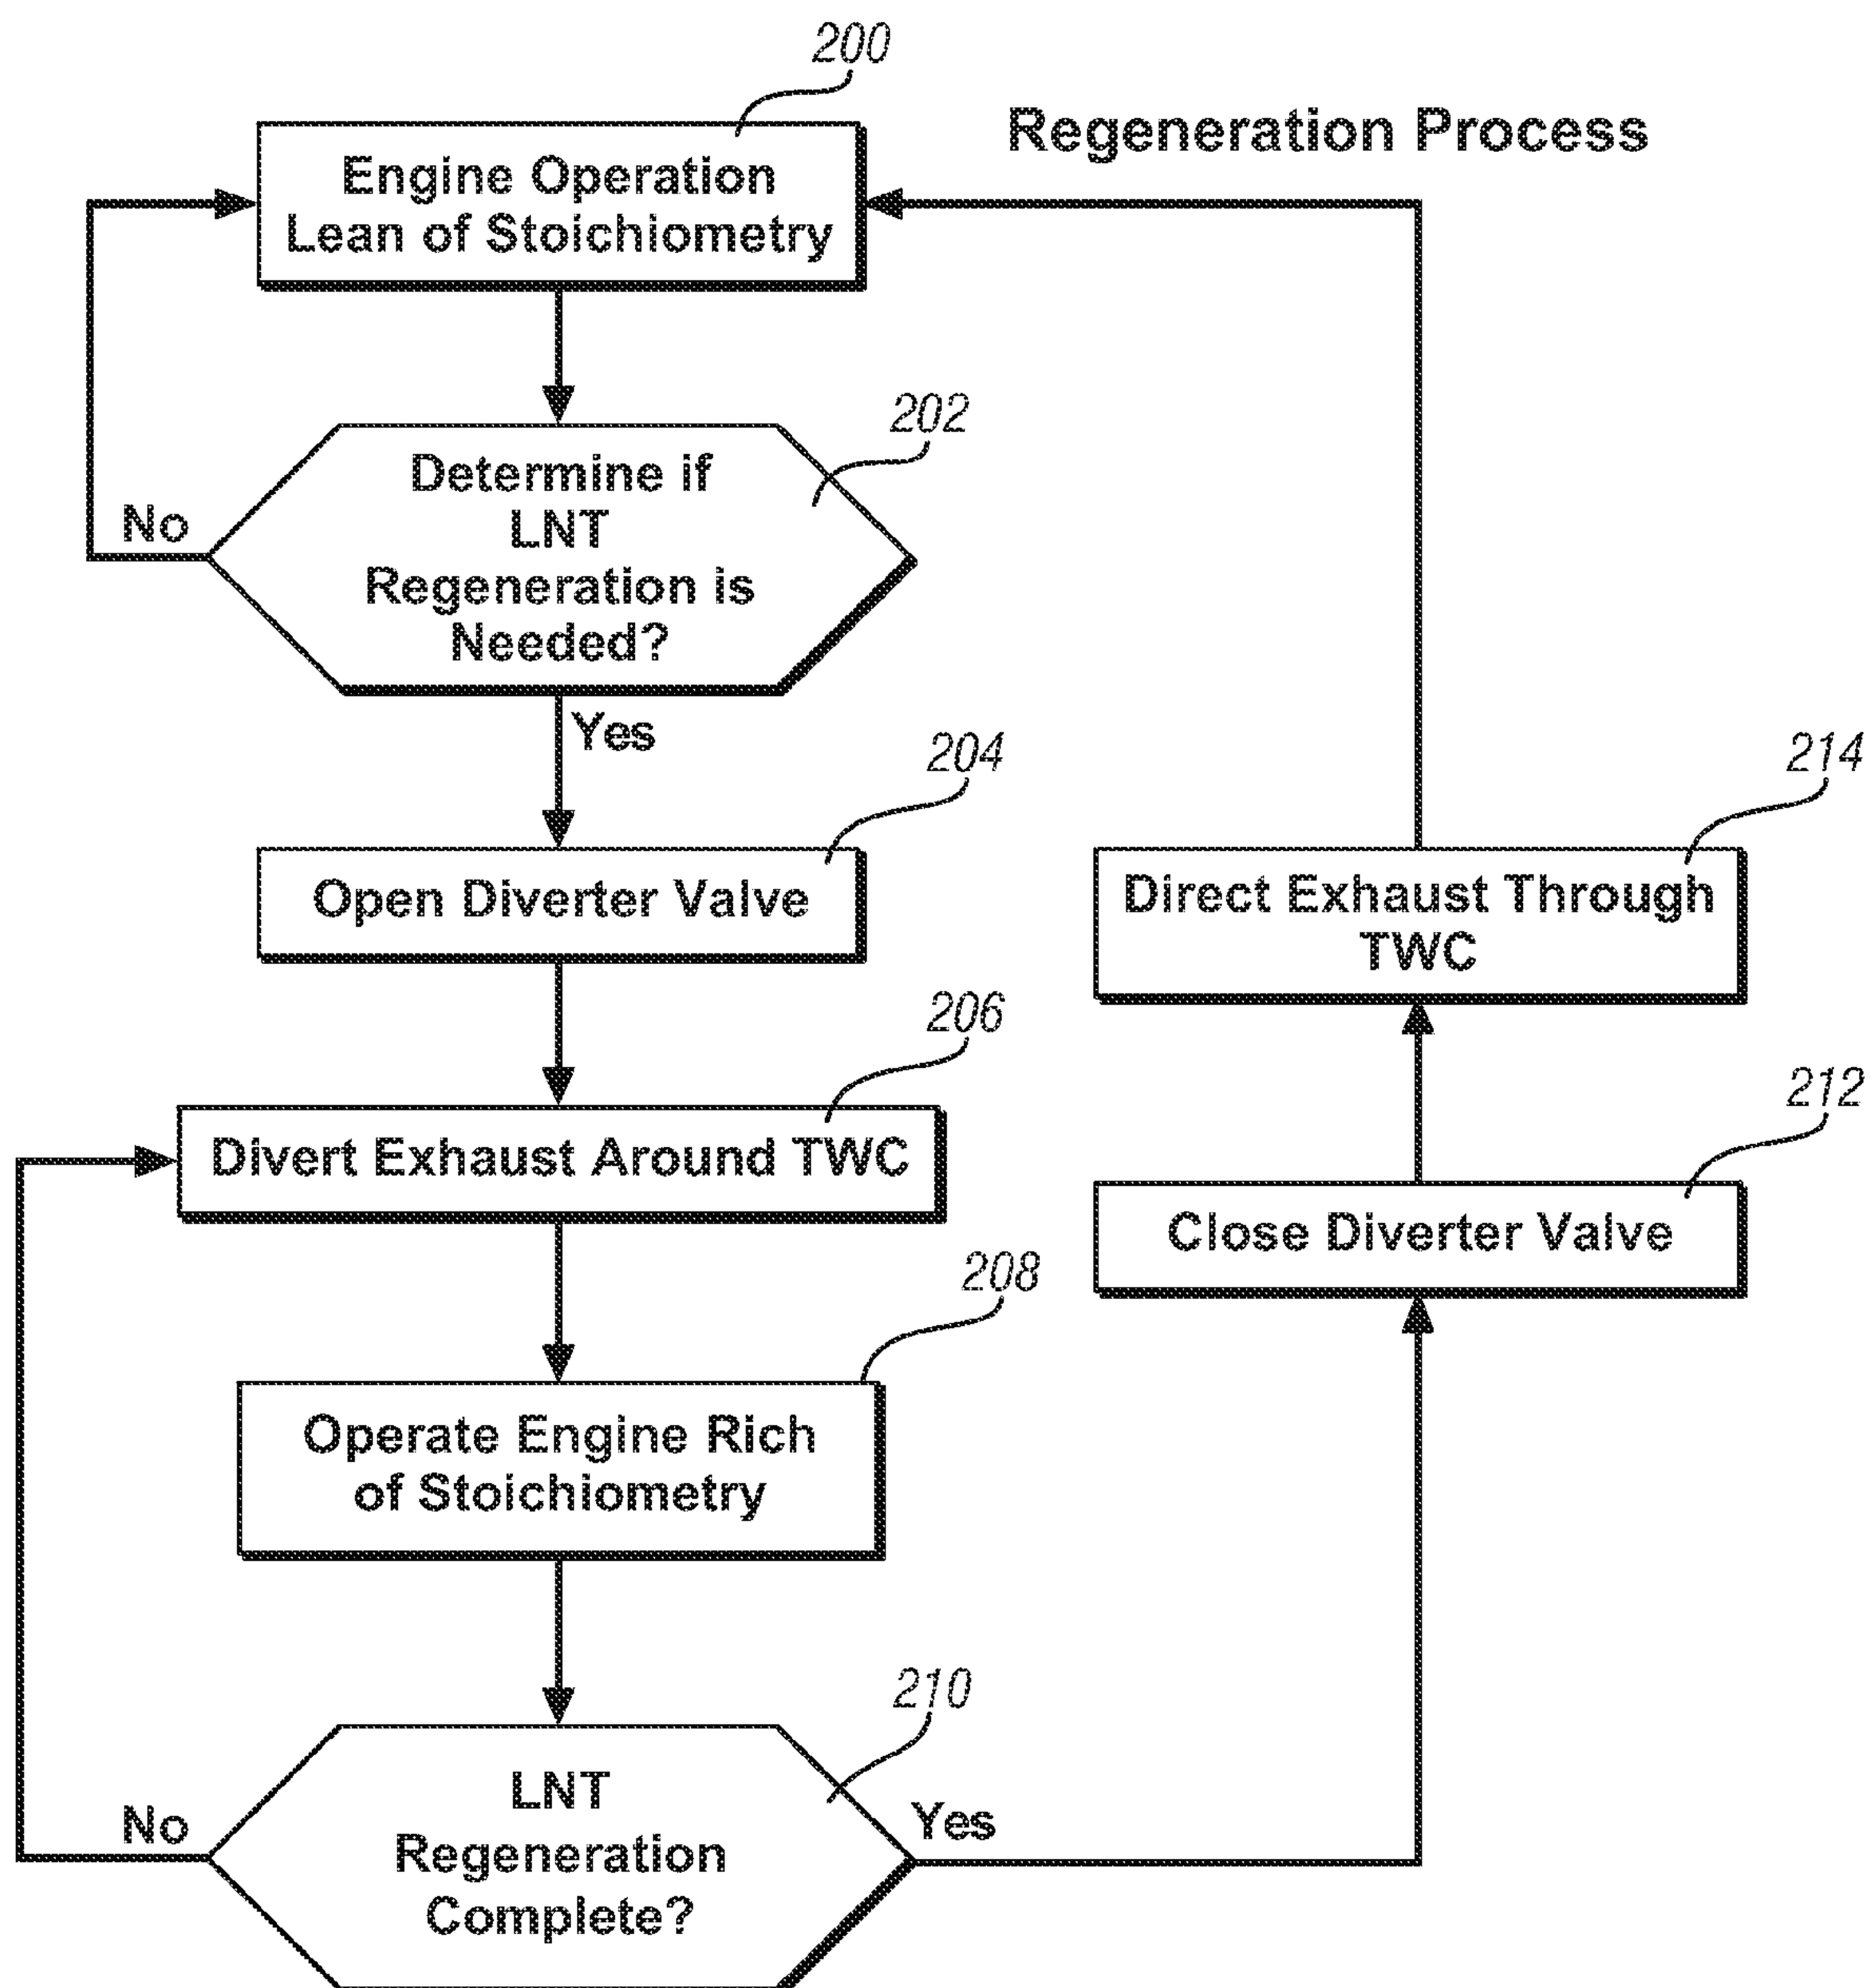 200
Regeneration Process
Engine Operation
Lean of Stoichiometry
202
Determine if
LNT
Regeneration is
Needed?
No
Yes
204
Open Diverter Valve
206
Divert Exhaust Around TWC
208
Operate Engine Rich
of Stoichiometry
210
LNT
Regeneration
Complete?
No
Yes
212
Close Diverter Valve
214
Direct Exhaust Through
TWC